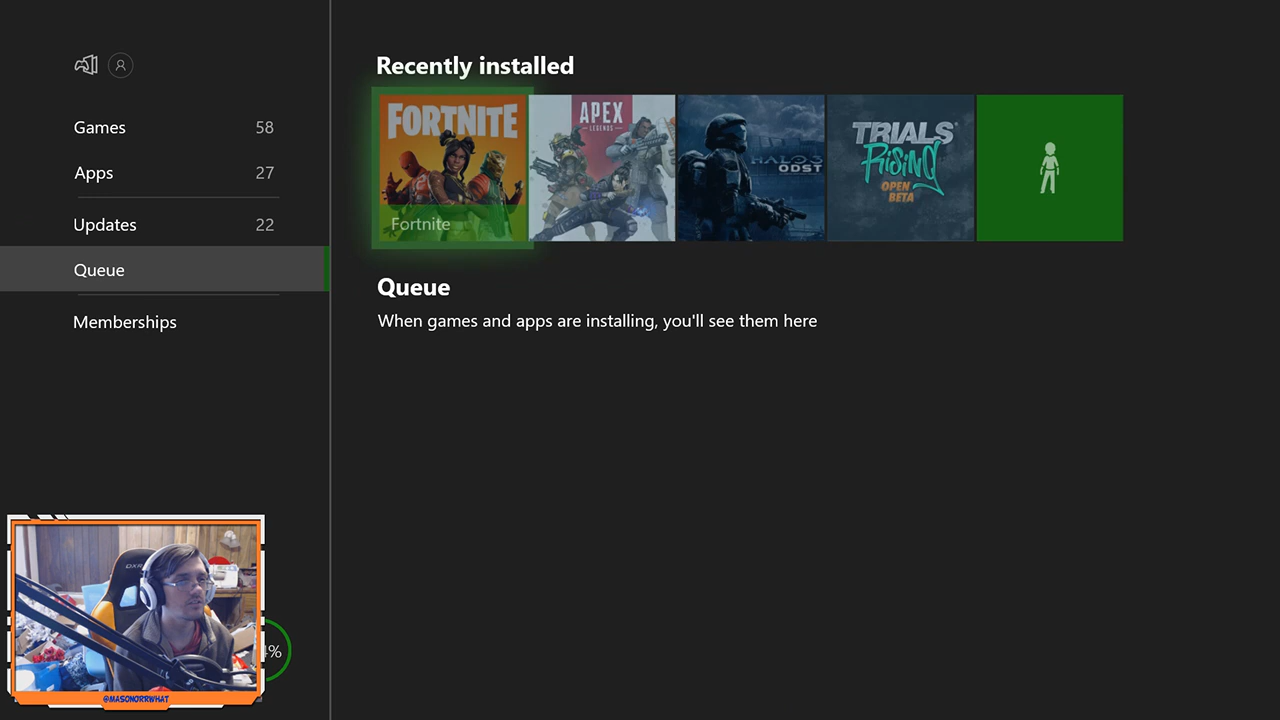 Games 58
Apps 27
Updates 22
Queue
Memberships
Recently installed
FORTNITE
Fortnite
APEX
LEGENDS
HALO 3
ODST
TRIALS
RISING
OPEN
BETA
Queue
When games and apps are installing, you'll see them here
%
@MASONORRWHAT